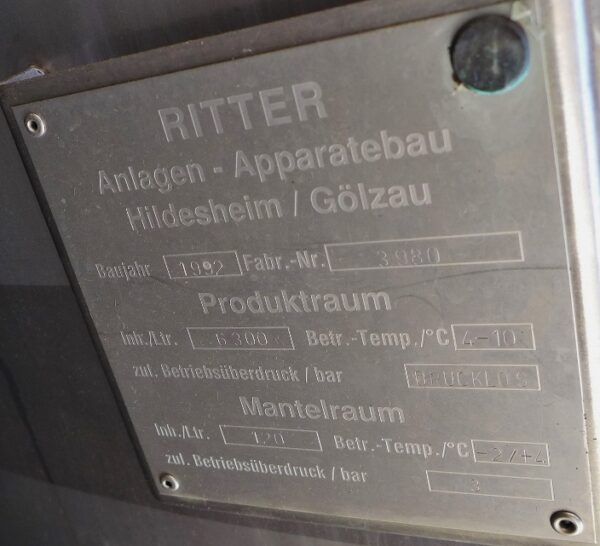 RITTER
Anlagen - Apparatebau
Hildesheim / Gölzau
Baujahr 1992 Fabr.-Nr. 3980
Produktraum
Inh./Ltr. 6300 Betr.-Temp./°C 4-10
zul. Betriebsüberdruck / bar DRUCKLOS
Mantelraum
Inh./Ltr. 120 Betr.-Temp./°C -2/+4
zul. Betriebsüberdruck / bar 3